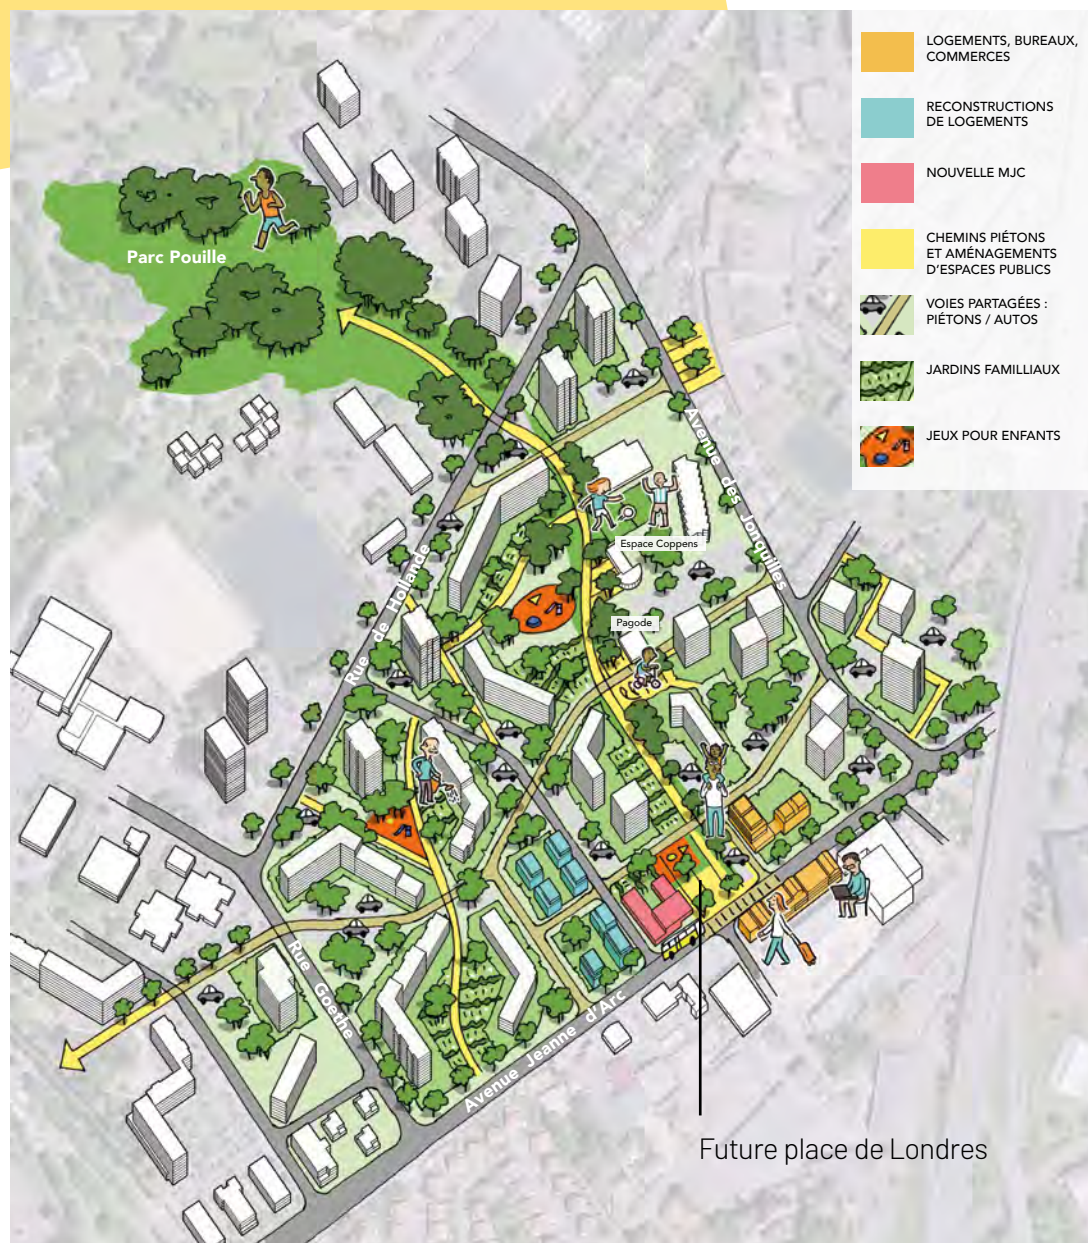 LOGEMENTS, BUREAUX,
COMMERCES
RECONSTRUCTIONS
DE LOGEMENTS
NOUVELLE MJC
CHEMINS PIÉTONS
ET AMÉNAGEMENTS
D'ESPACES PUBLICS
VOIES PARTAGÉES :
PIÉTONS / AUTOS
JARDINS FAMILLIAUX
JEUX POUR ENFANTS
Parc Pouille
Avenue des Jonquilles
Rue de Hollande
Espace Coppens
Pagode
Rue Goethe
Avenue Jeanne d'Arc
Future place de Londres